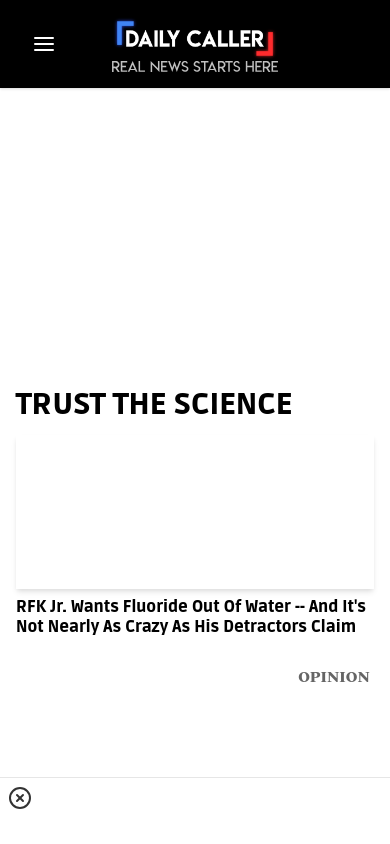 DAILY CALLER
REAL NEWS STARTS HERE
TRUST THE SCIENCE
RFK Jr. Wants Fluoride Out Of Water -- And It's
Not Nearly As Crazy As His Detractors Claim
OPINION